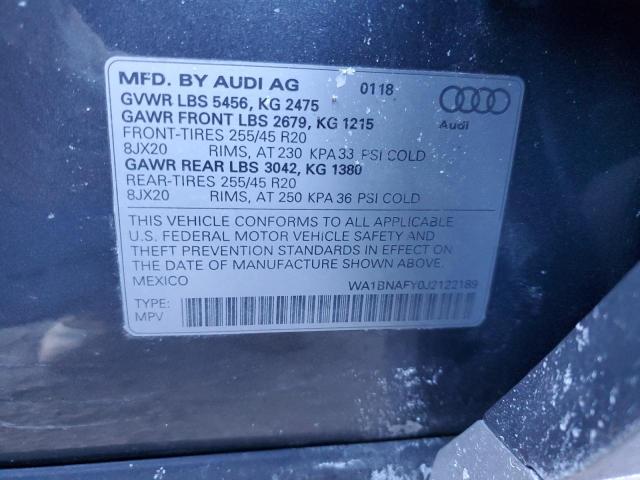 MFD. BY AUDI AG 0118
GVWR LBS 5456, KG 2475
GAWR FRONT LBS 2679, KG 1215
FRONT-TIRES 255/45 R20
8JX20 RIMS, AT 230 KPA 33 PSI COLD
GAWR REAR LBS 3042, KG 1380
REAR-TIRES 255/45 R20
8JX20 RIMS, AT 250 KPA 36 PSI COLD
Audi
THIS VEHICLE CONFORMS TO ALL APPLICABLE
U.S. FEDERAL MOTOR VEHICLE SAFETY AND
THEFT PREVENTION STANDARDS IN EFFECT ON
THE DATE OF MANUFACTURE SHOWN ABOVE.
MEXICO WA1BNAFY0J2122189
TYPE:
MPV